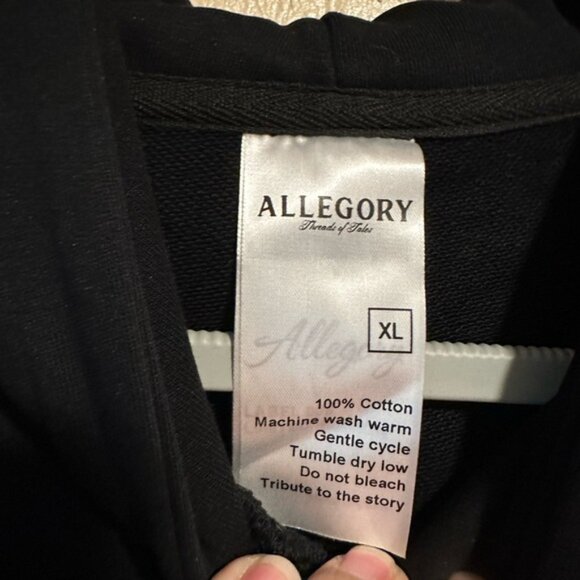 ALLEGORY
Threads of Tales
XL
Allegory
100% Cotton
Machine wash warm
Gentle cycle
Tumble dry low
Do not bleach
Tribute to the story